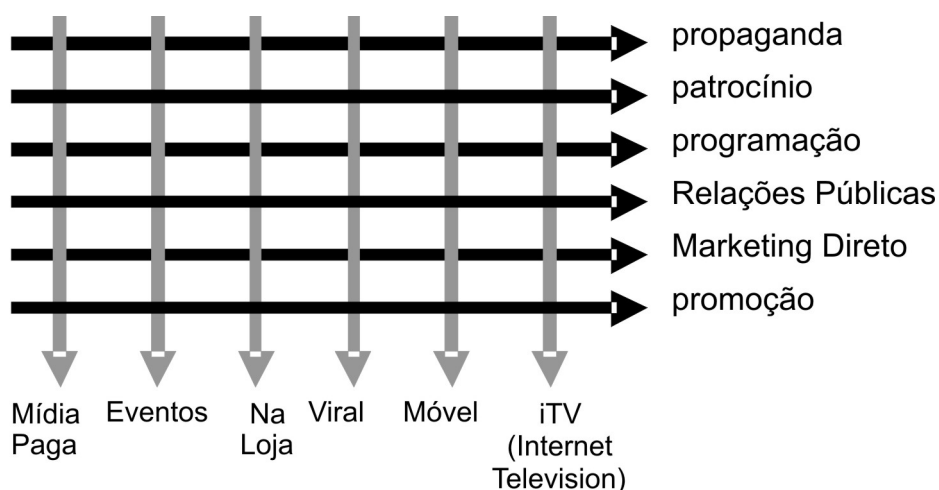 propaganda
patrocínio
programação
Relações Públicas
Marketing Direto
promoção
Mídia
Paga
Eventos
Na
Loja
Viral
Móvel
iTV
(Internet
Television)